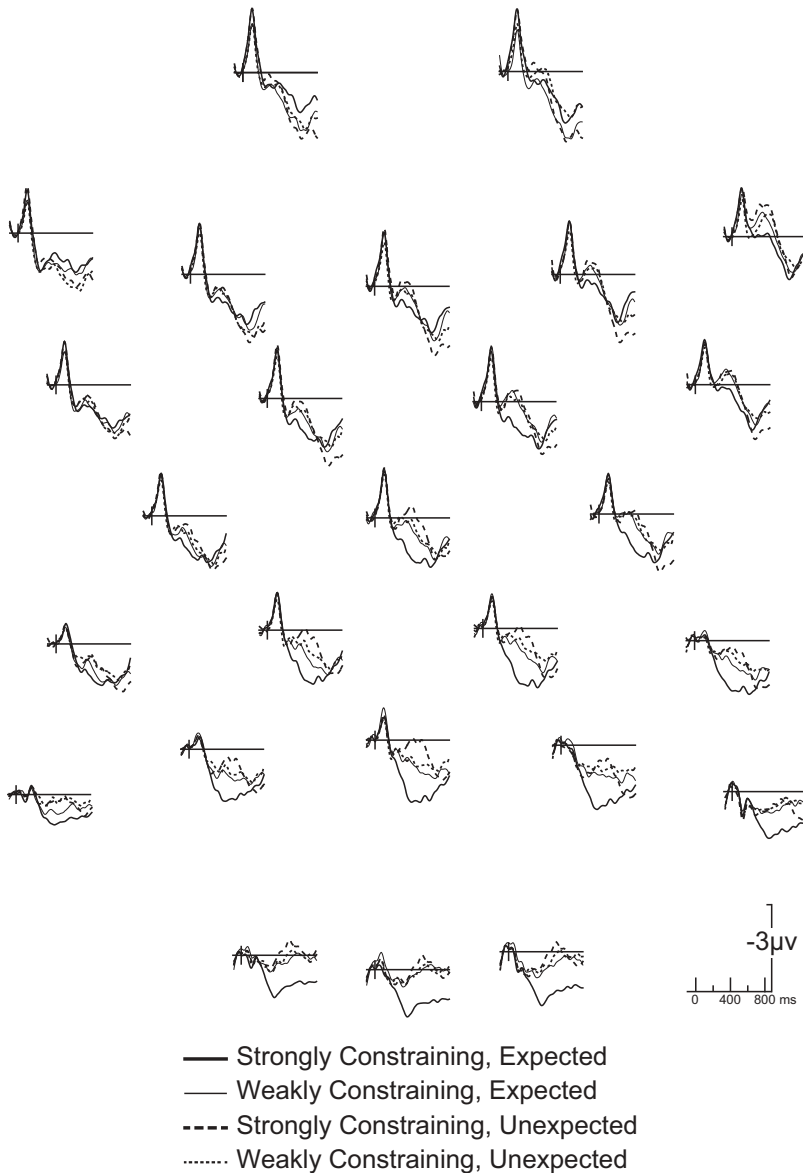 -3µv
0 400 800 ms
Strongly Constraining, Expected
Weakly Constraining, Expected
Strongly Constraining, Unexpected
Weakly Constraining, Unexpected